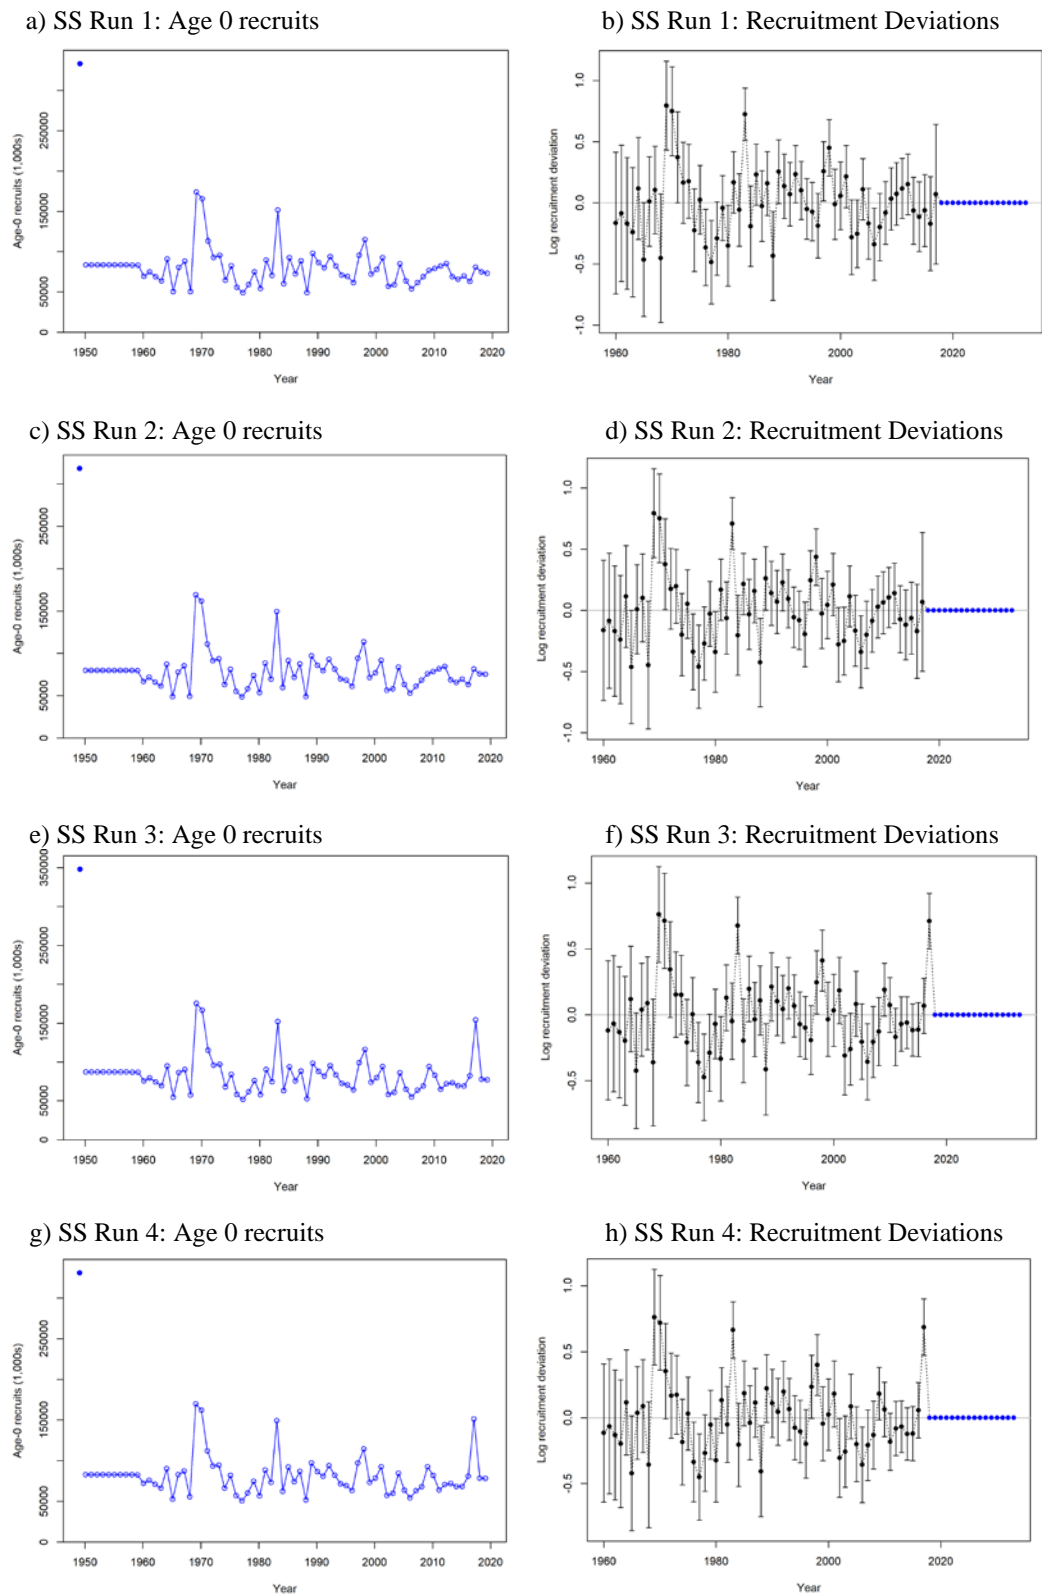 a) SS Run 1: Age 0 recruits
b) SS Run 1: Recruitment Deviations
Age-0 recruits (1,000s)
0 50000 150000 250000
1950 1960 1970 1980 1990 2000 2010 2020
Year
Log recruitment deviation
-1.0 -0.5 0.0 0.5 1.0
1960 1980 2000 2020
Year
c) SS Run 2: Age 0 recruits
d) SS Run 2: Recruitment Deviations
Age-0 recruits (1,000s)
0 50000 150000 250000
1950 1960 1970 1980 1990 2000 2010 2020
Year
Log recruitment deviation
-1.0 -0.5 0.0 0.5 1.0
1960 1980 2000 2020
Year
e) SS Run 3: Age 0 recruits
f) SS Run 3: Recruitment Deviations
Age-0 recruits (1,000s)
0 50000 150000 250000 350000
1950 1960 1970 1980 1990 2000 2010 2020
Year
Log recruitment deviation
-0.5 0.0 0.5 1.0
1960 1980 2000 2020
Year
g) SS Run 4: Age 0 recruits
h) SS Run 4: Recruitment Deviations
Age-0 recruits (1,000s)
0 50000 150000 250000
1950 1960 1970 1980 1990 2000 2010 2020
Year
Log recruitment deviation
-0.5 0.0 0.5 1.0
1960 1980 2000 2020
Year